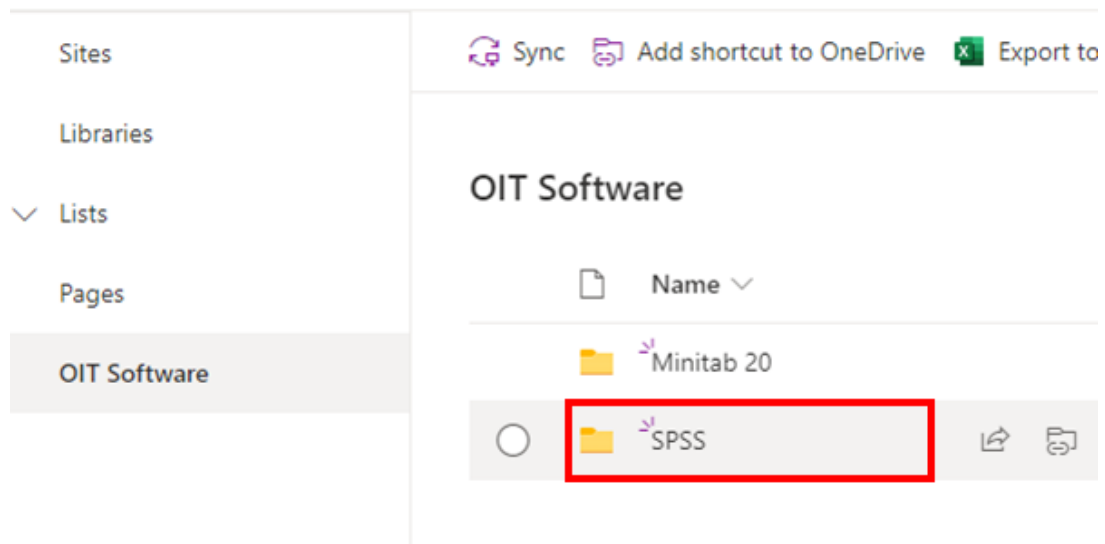 Sites
Libraries
Lists
Pages
OIT Software
Sync Add shortcut to OneDrive Export to
OIT Software
Name
Minitab 20
SPSS